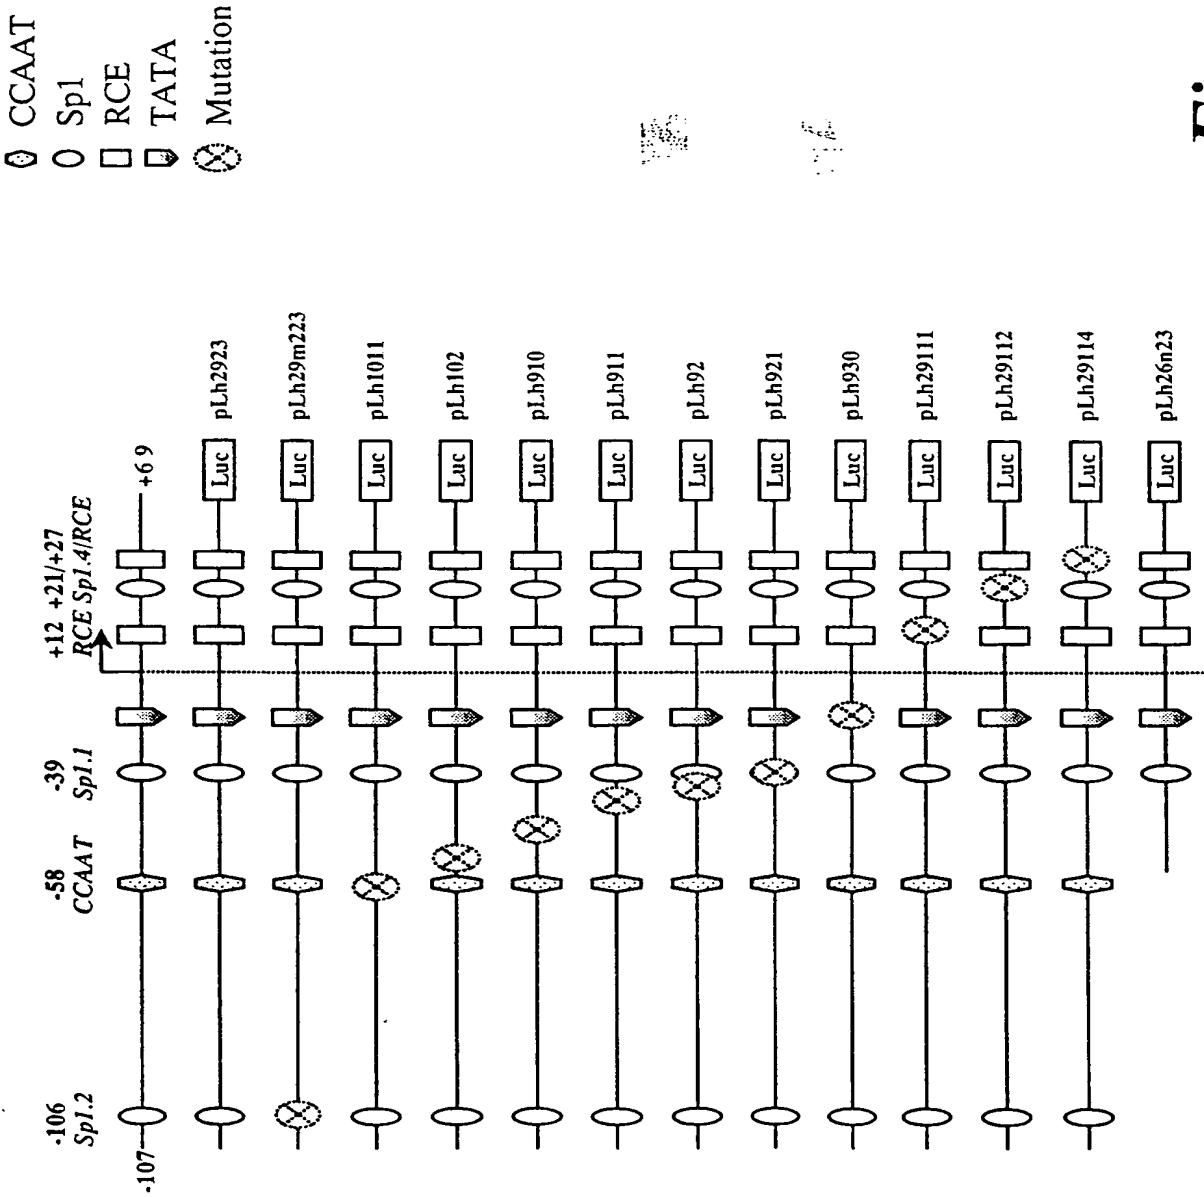 CCAAT
Sp1
RCE
TATA
Mutation
-106 -58 -39 +12 +21/+27
Sp1.2 CCAAT Sp1.1 RCE Sp1.4/RCE
-107 +6 9
Luc pLh2923
Luc pLh29m223
Luc pLh1011
Luc pLh102
Luc pLh910
Luc pLh911
Luc pLh92
Luc pLh921
Luc pLh930
Luc pLh29111
Luc pLh29112
Luc pLh29114
Luc pLh26n23